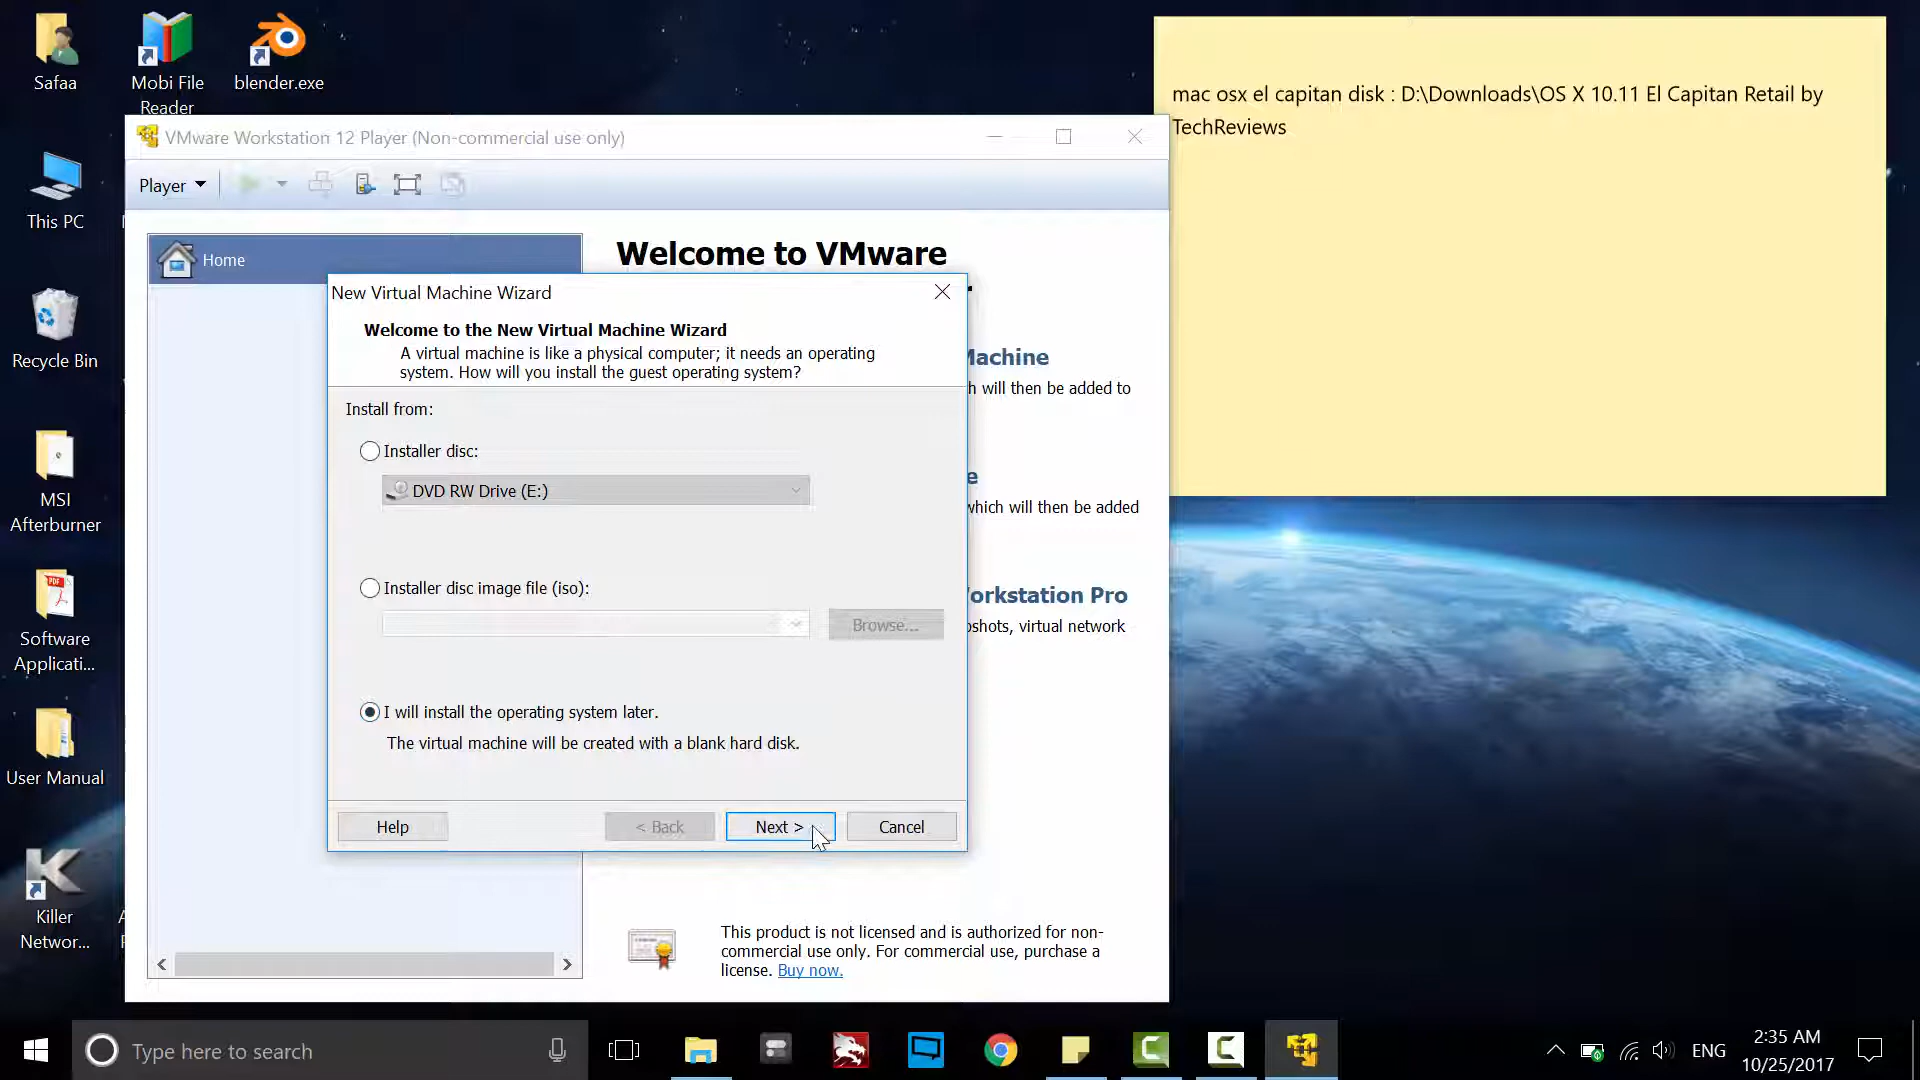 Safaa
Mobi File
Reader
blender.exe
mac osx el capitan disk : D:\Downloads\OS X 10.11 El Capitan Retail by
TechReviews
VMware Workstation 12 Player (Non-commercial use only)
Player
This PC
Home
Welcome to VMware
New Virtual Machine Wizard
Welcome to the New Virtual Machine Wizard
A virtual machine is like a physical computer; it needs an operating
system. How will you install the guest operating system?
Machine
which will then be added to
Recycle Bin
Install from:
Installer disc:
DVD RW Drive (E:)
which will then be added
MSI
Afterburner
Installer disc image file (iso):
Browse...
Workstation Pro
virtual network
Software
Applicati...
I will install the operating system later.
The virtual machine will be created with a blank hard disk.
User Manual
Help
< Back
Next >
Cancel
Killer
Networ...
This product is not licensed and is authorized for non-
commercial use only. For commercial use, purchase a
license. Buy now.
Type here to search
ENG
2:35 AM
10/25/2017